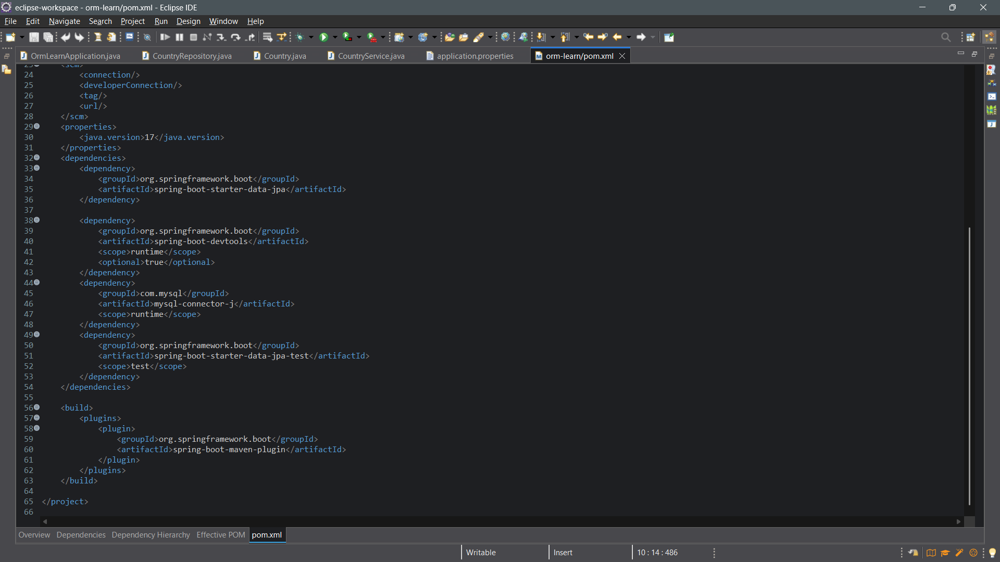 eclipse-workspace - orm-learn/pom.xml - Eclipse IDE
File Edit Navigate Search Project Run Design Window Help
OrmLearnApplication.java CountryRepository.java Country.java CountryService.java application.properties orm-learn/pom.xml
23 <scm>
24 <connection/>
25 <developerConnection/>
26 <tag/>
27 <url/>
28 </scm>
29 <properties>
30 <java.version>17</java.version>
31 </properties>
32 <dependencies>
33 <dependency>
34 <groupId>org.springframework.boot</groupId>
35 <artifactId>spring-boot-starter-data-jpa</artifactId>
36 </dependency>
37
38 <dependency>
39 <groupId>org.springframework.boot</groupId>
40 <artifactId>spring-boot-devtools</artifactId>
41 <scope>runtime</scope>
42 <optional>true</optional>
43 </dependency>
44 <dependency>
45 <groupId>com.mysql</groupId>
46 <artifactId>mysql-connector-j</artifactId>
47 <scope>runtime</scope>
48 </dependency>
49 <dependency>
50 <groupId>org.springframework.boot</groupId>
51 <artifactId>spring-boot-starter-data-jpa-test</artifactId>
52 <scope>test</scope>
53 </dependency>
54 </dependencies>
55
56 <build>
57 <plugins>
58 <plugin>
59 <groupId>org.springframework.boot</groupId>
60 <artifactId>spring-boot-maven-plugin</artifactId>
61 </plugin>
62 </plugins>
63 </build>
64
65 </project>
66
Overview Dependencies Dependency Hierarchy Effective POM pom.xml
Writable Insert 10 : 14 : 486